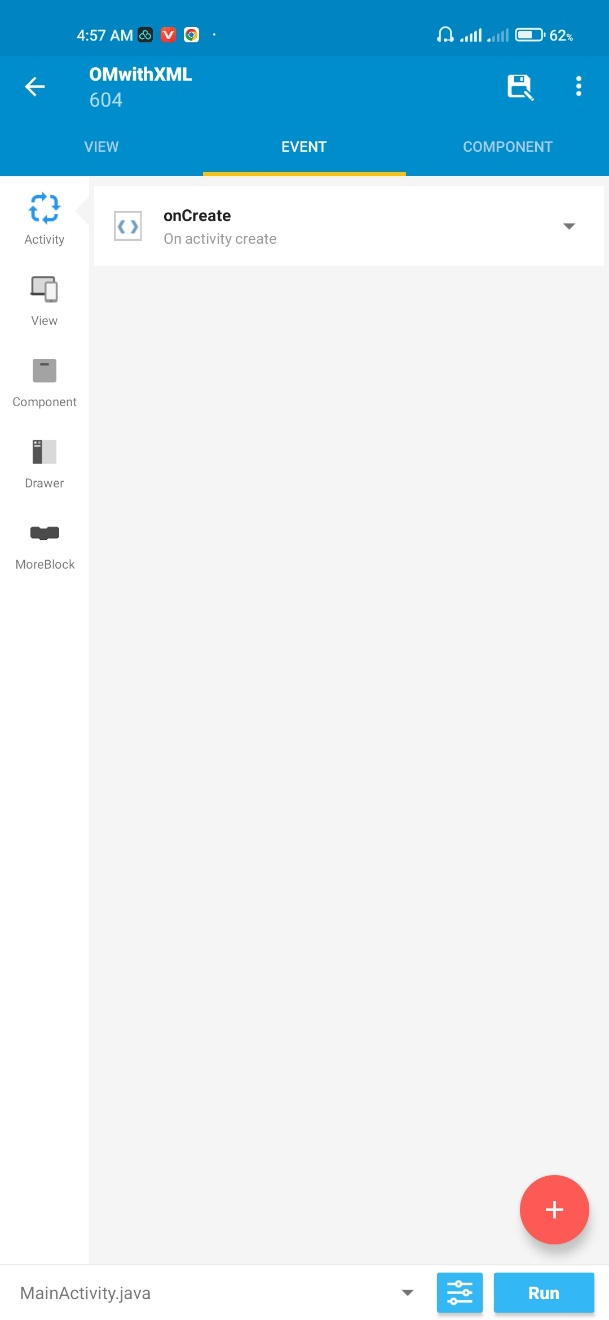 4:57 AM
62%
OMwithXML
604
VIEW EVENT COMPONENT
Activity
onCreate
On activity create
View
Component
Drawer
MoreBlock
MainActivity.java
Run